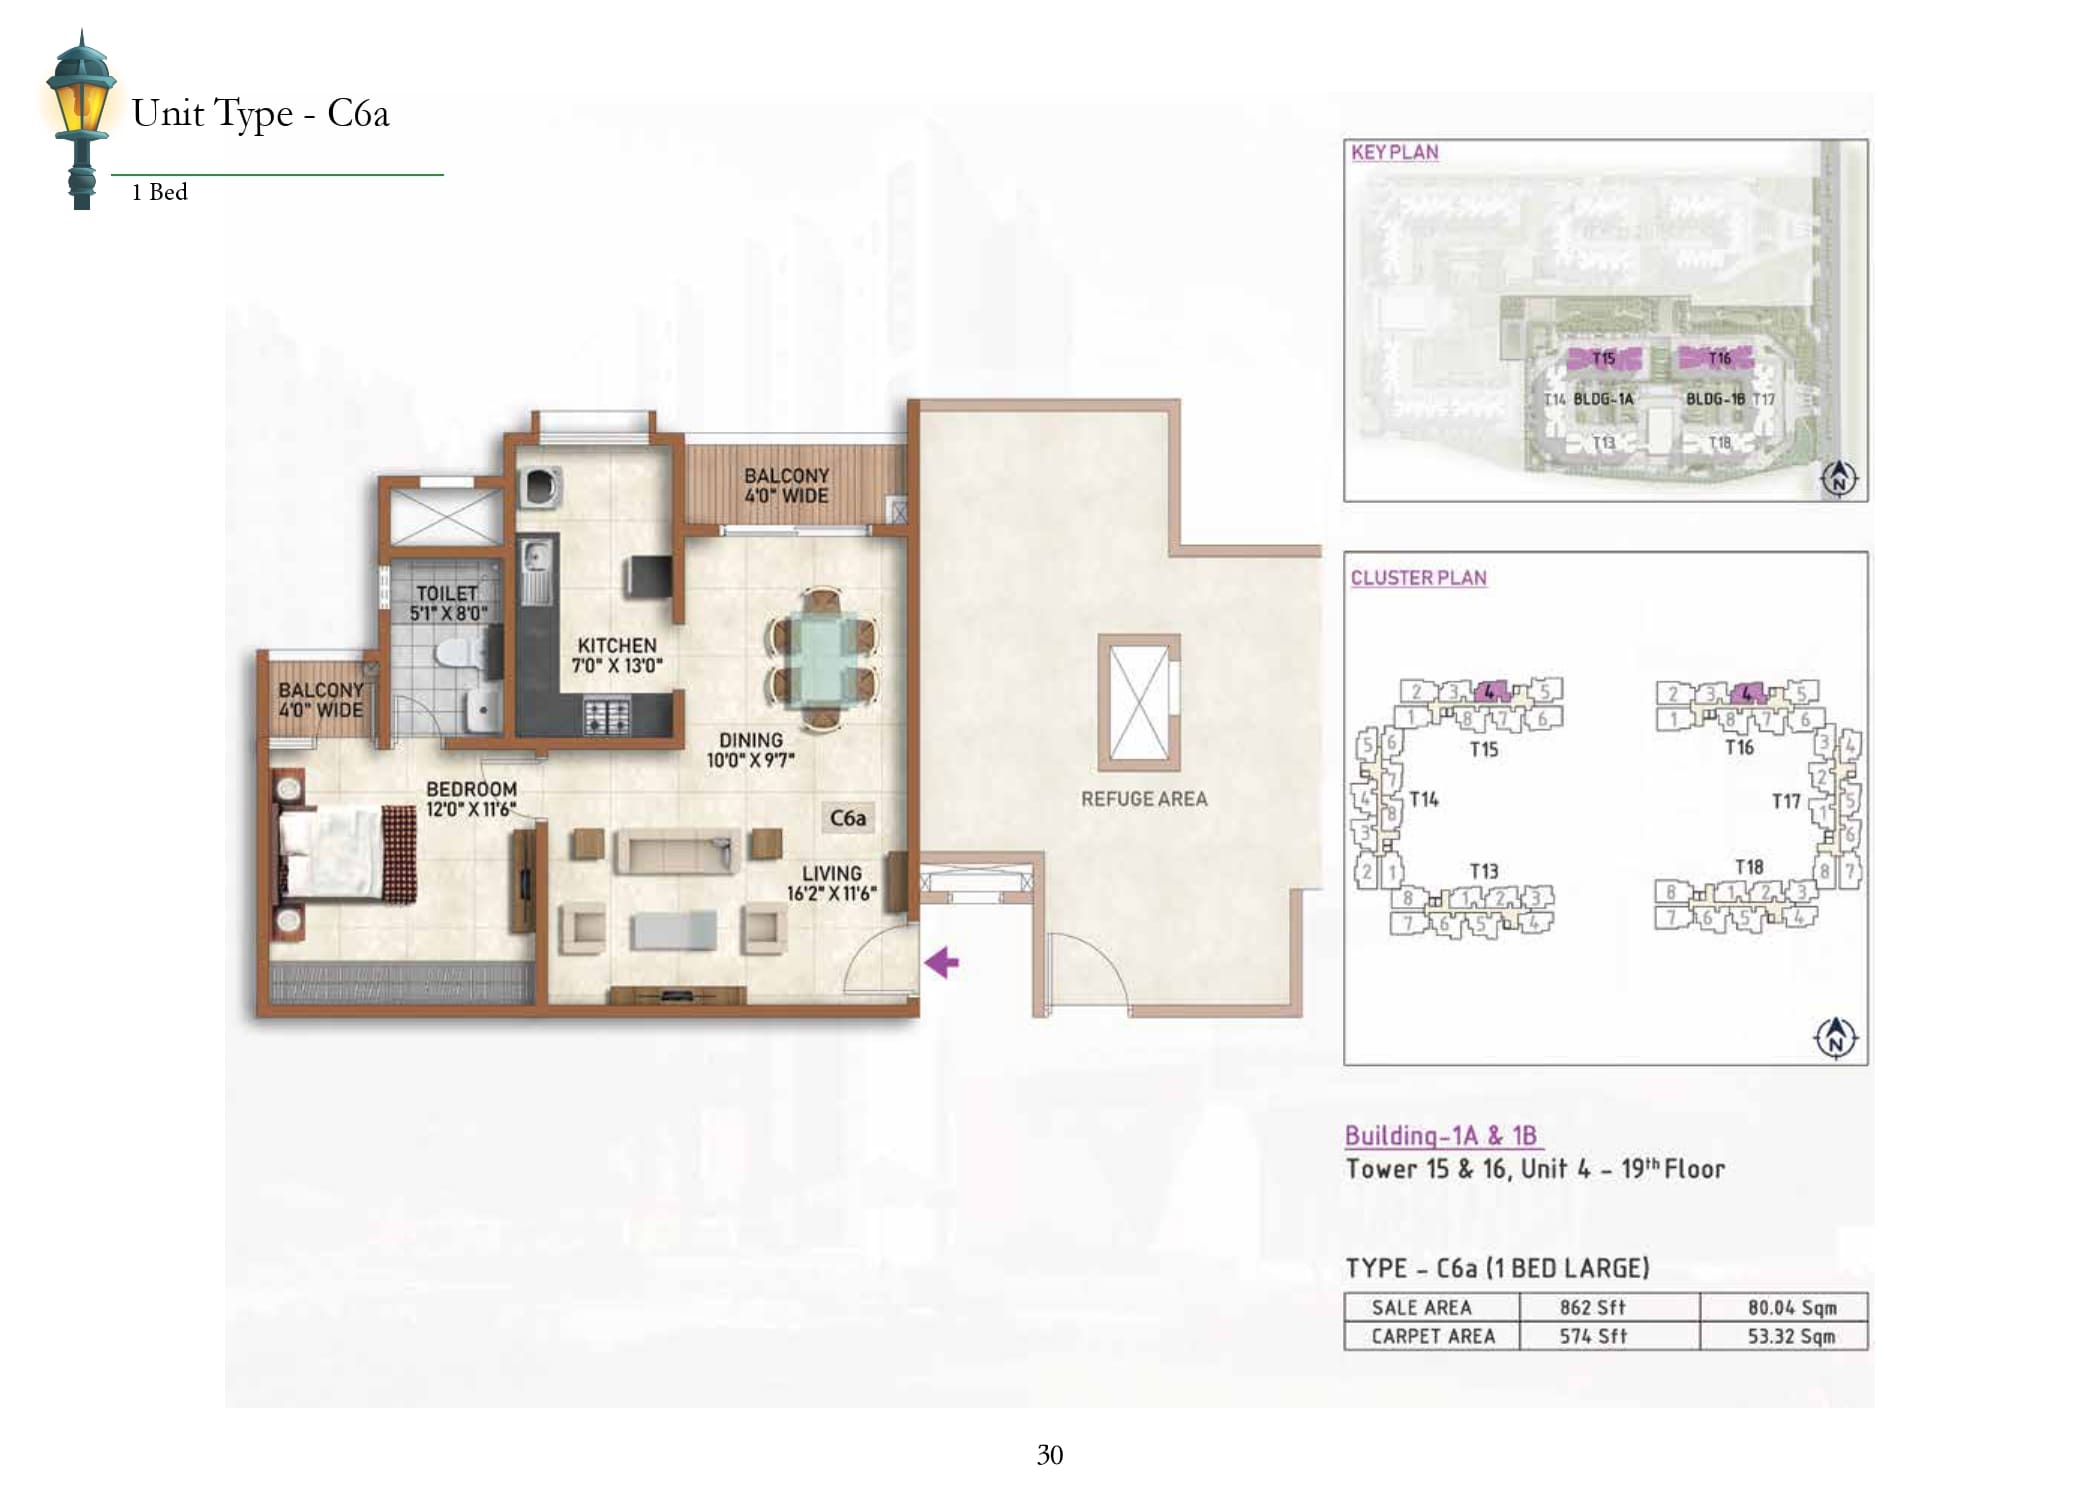 Unit Type - C6a
1 Bed
BALCONY
4'0" WIDE
TOILET
5'1" X 8'0"
KITCHEN
7'0" X 13'0"
BALCONY
4'0" WIDE
DINING
10'0" X 9'7"
BEDROOM
12'0" X 11'6"
C6a
LIVING
16'2" X 11'6"
REFUGE AREA
KEY PLAN
T15
T16
T14 BLDG-1A
BLDG-1B T17
T13
T18
N
CLUSTER PLAN
2 3 4 5
1 8 7 6
T15
2 3 4 5
1 8 7 6
T16
5 6
7
4
8
3
2 1
T14
3 4
2
5
1
6
8 7
T17
T13
8 1 2 3
7 6 5 4
T18
8 1 2 3
7 6 5 4
N
Building-1A & 1B
Tower 15 & 16, Unit 4 - 19th Floor
TYPE - C6a (1 BED LARGE)
SALE AREA 862 Sft 80.04 Sqm
CARPET AREA 574 Sft 53.32 Sqm
30